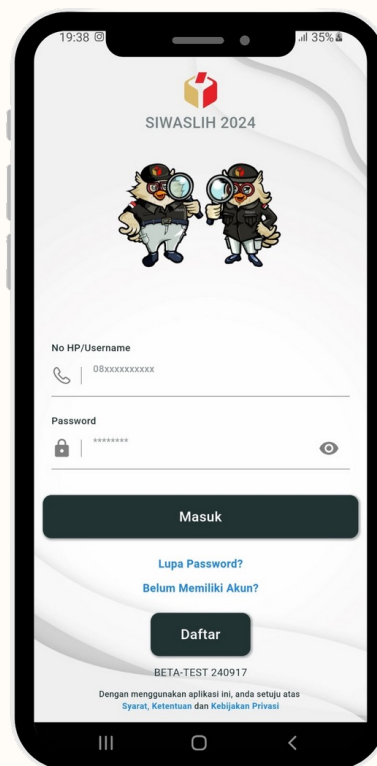 19:38
35%
SIWASLIH 2024
No HP/Username
08xxxxxxxxxx
Password
********
Masuk
Lupa Password?
Belum Memiliki Akun?
Daftar
BETA-TEST 240917
Dengan menggunakan aplikasi ini, anda setuju atas
Syarat, Ketentuan dan Kebijakan Privasi